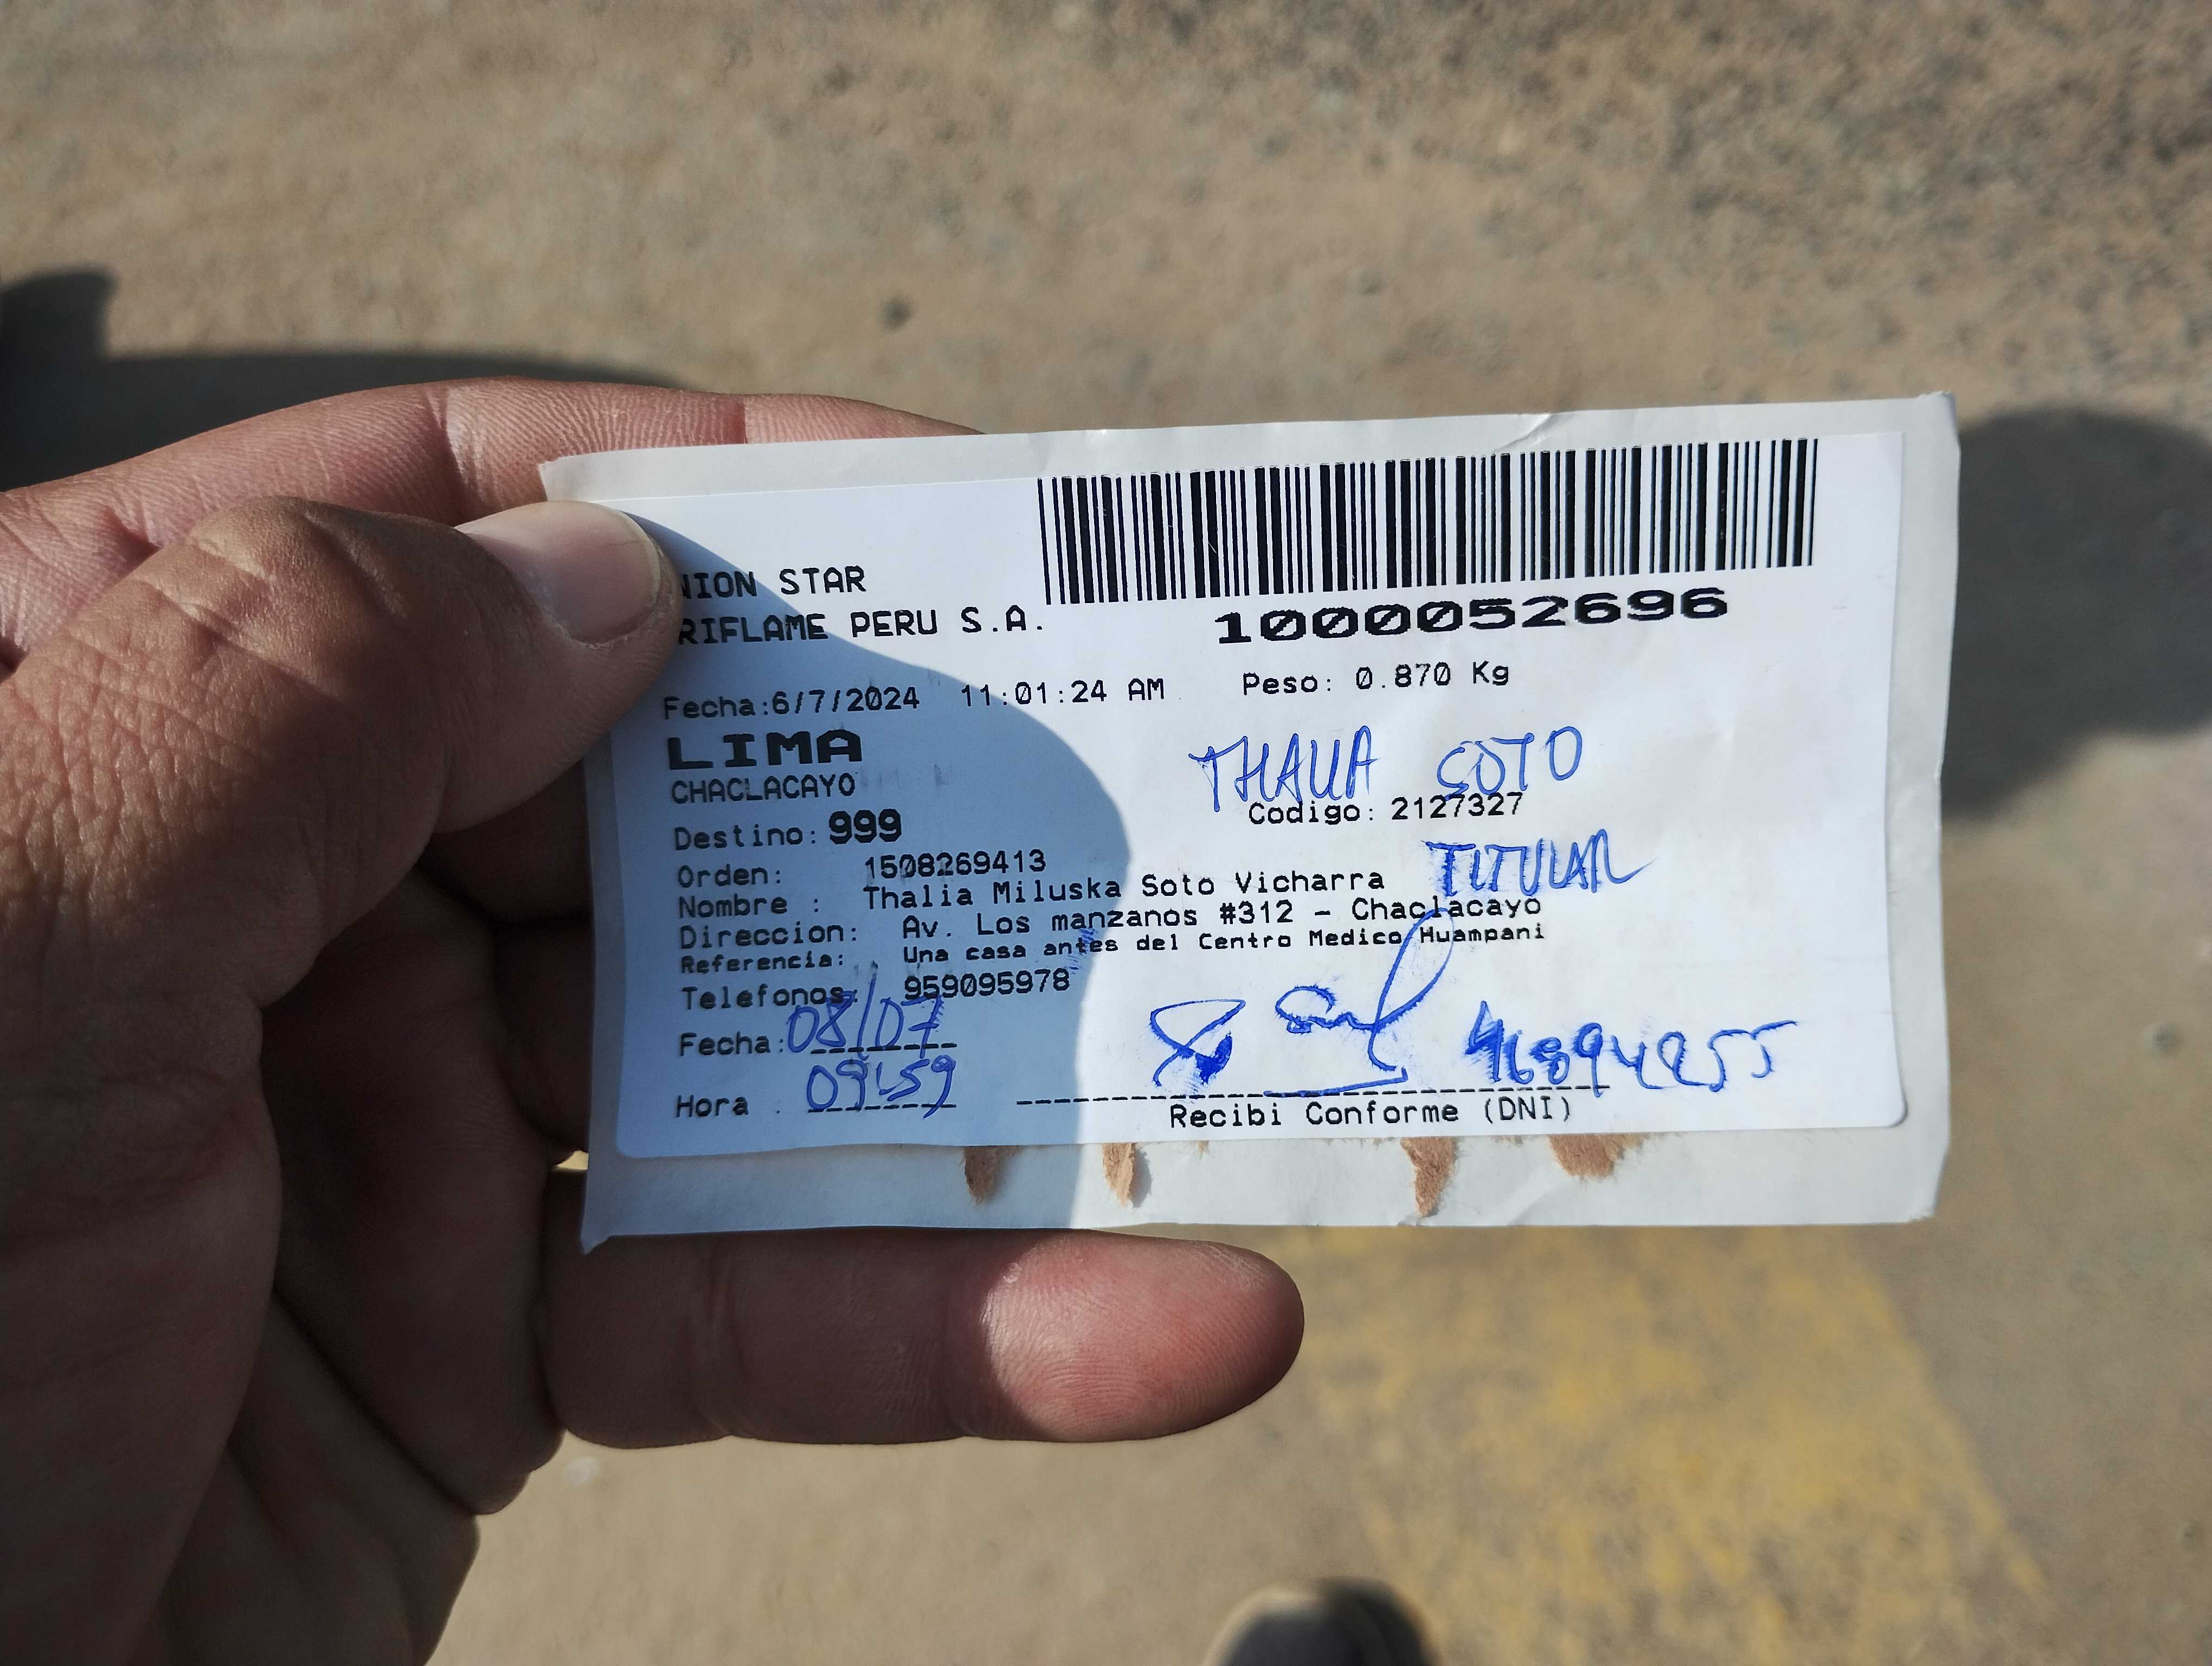 NION STAR
RIFLAME PERU S.A.
1000052696
Fecha:6/7/2024 11:01:24 AM Peso: 0.870 Kg
LIMA
CHACLACAYO
THALIA SOTO
Codigo: 2127327
Destino: 999
TITULAR
Orden: 1508269413
Nombre : Thalia Miluska Soto Vicharra
Direccion: Av. Los manzanos #312 - Chaclacayo
Referencia: Una casa antes del Centro Medico Huampani
Telefonos: 959095978
Fecha: 08/07
Hora : 09:59
46894255
Recibi Conforme (DNI)